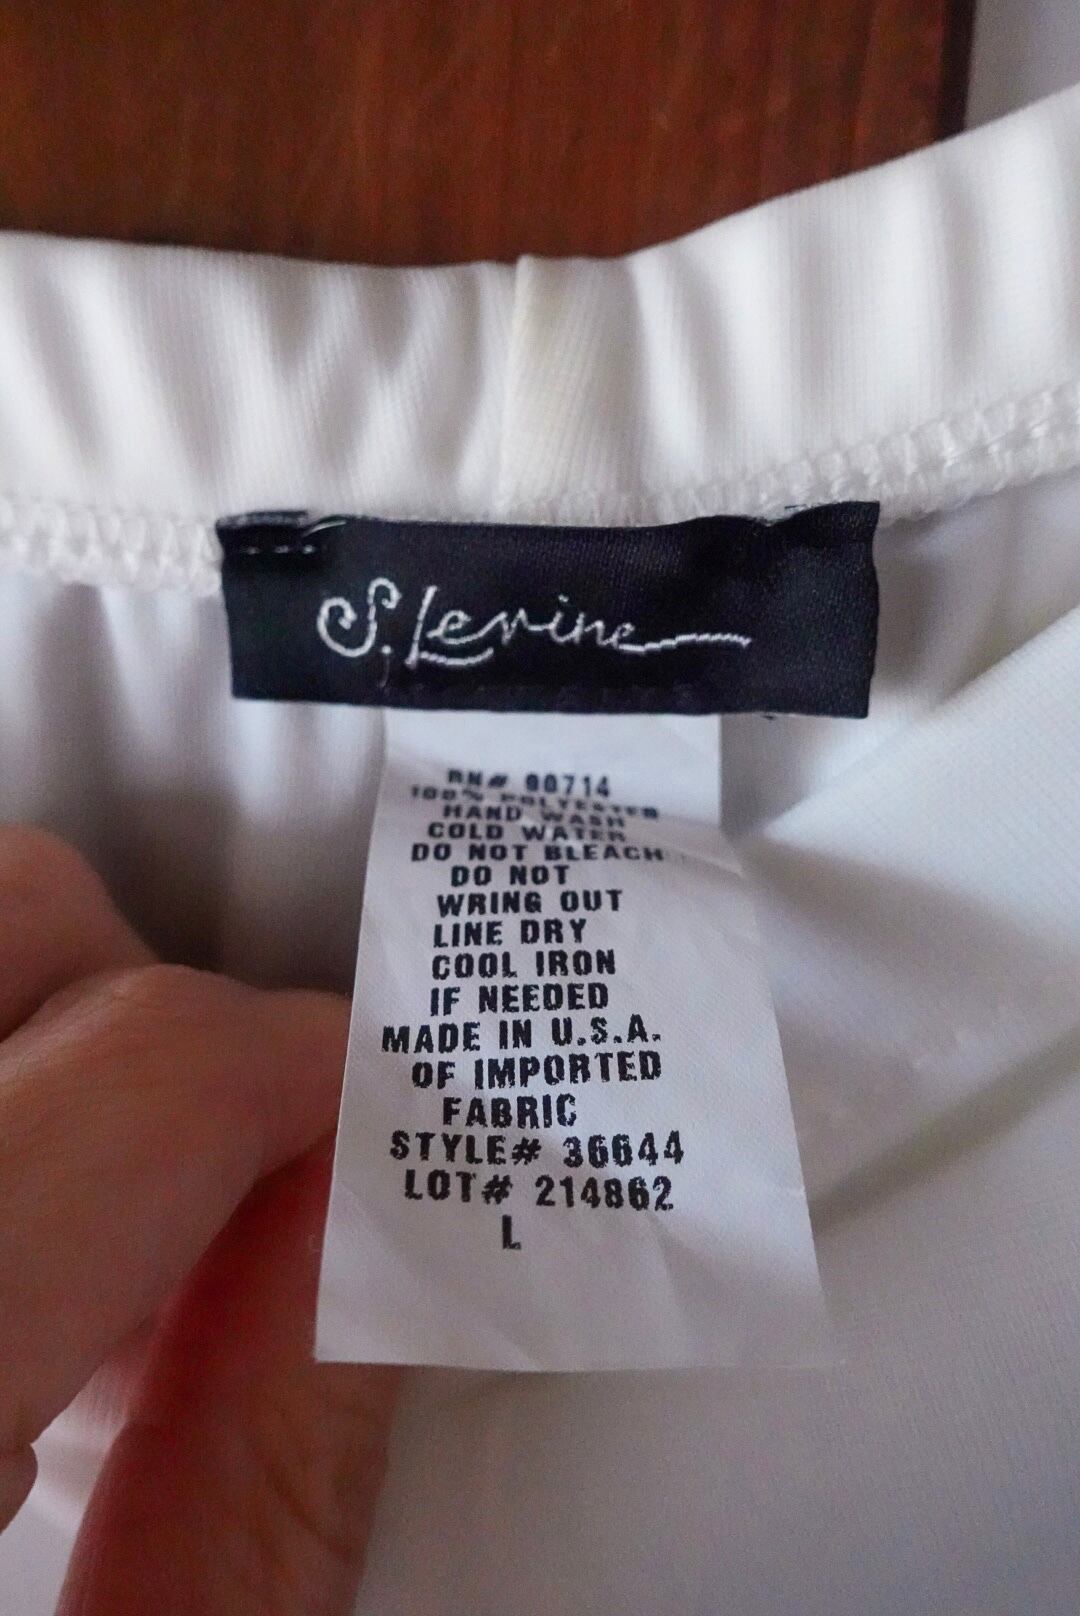 S. Levine
RN# 90714
100% POLYESTER
HAND WASH
COLD WATER
DO NOT BLEACH
DO NOT
WRING OUT
LINE DRY
COOL IRON
IF NEEDED
MADE IN U.S.A.
OF IMPORTED
FABRIC
STYLE# 36644
LOT# 214862
L